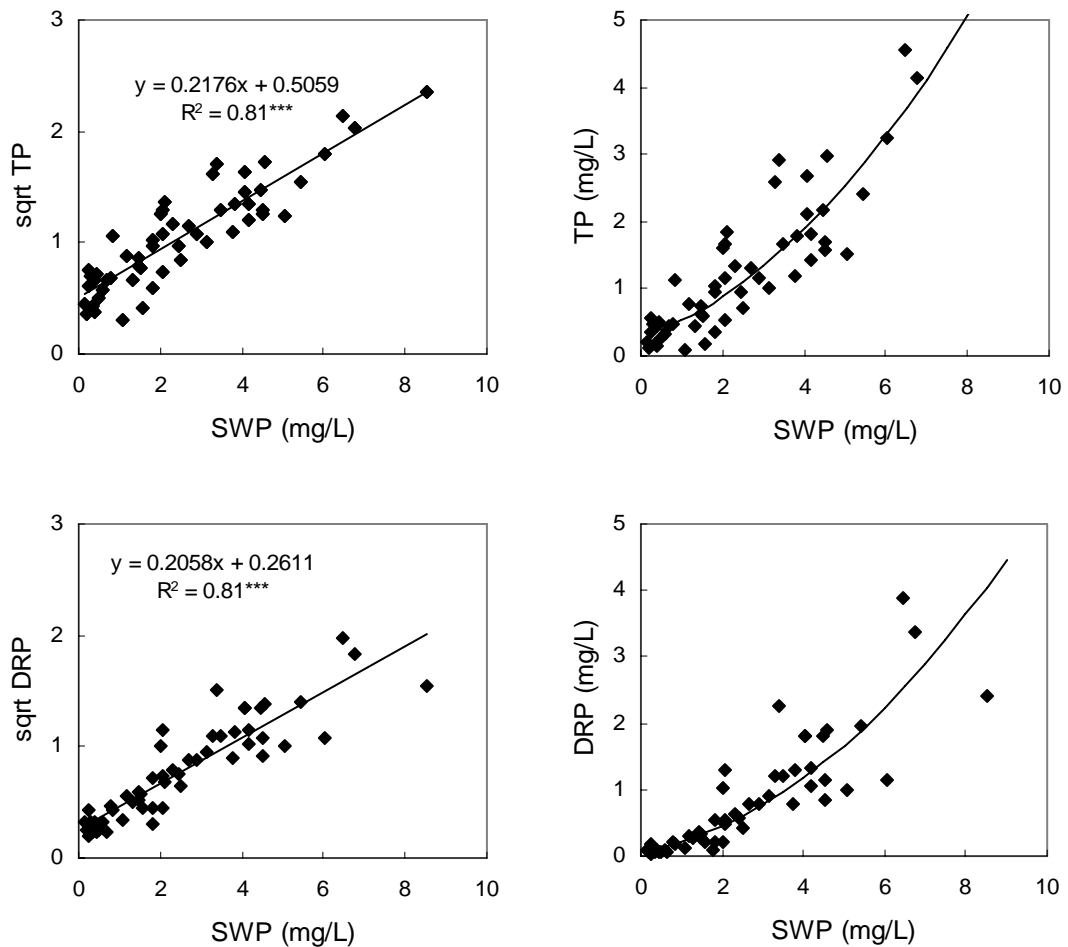 3
2
1
0
sqrt TP
y = 0.2176x + 0.5059
R² = 0.81***
0 2 4 6 8 10
SWP (mg/L)
5
4
3
2
1
0
TP (mg/L)
0 2 4 6 8 10
SWP (mg/L)
3
2
1
0
sqrt DRP
y = 0.2058x + 0.2611
R² = 0.81***
0 2 4 6 8 10
SWP (mg/L)
5
4
3
2
1
0
DRP (mg/L)
0 2 4 6 8 10
SWP (mg/L)